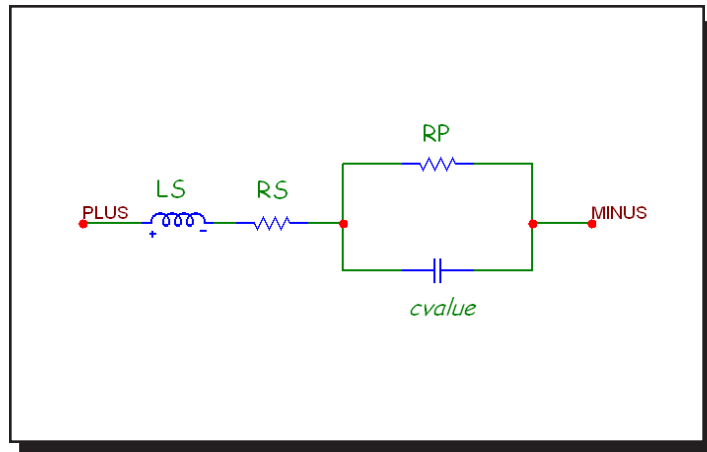 RP
LS
RS
PLUS
MINUS
+
-
cvalue